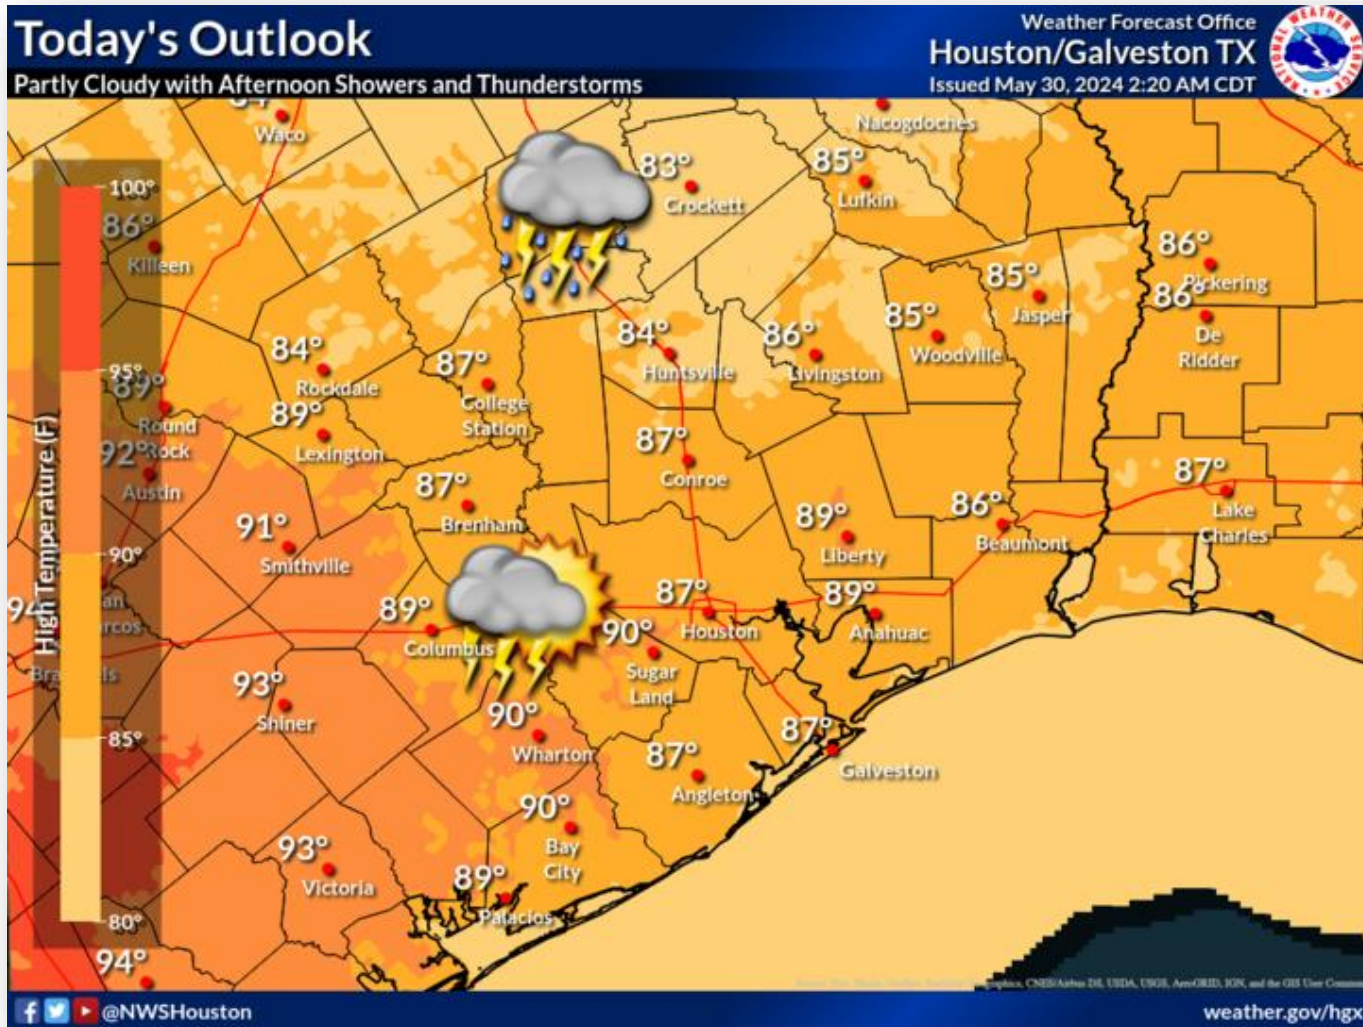 Today's Outlook
Partly Cloudy with Afternoon Showers and Thunderstorms
Weather Forecast Office
Houston/Galveston TX
Issued May 30, 2024 2:20 AM CDT
NATIONAL WEATHER SERVICE
Waco
Nacogdoches
83°
Crockett
85°
Lufkin
High Temperature (F)
100°
95°
90°
85°
80°
86°
Killeen
86°
Pickering
85°
Jasper
86°
De
Ridder
84°
Rockdale
87°
College
Station
84°
Huntsville
86°
Livingston
85°
Woodville
89°
Round
Rock
89°
Lexington
92°
Austin
87°
Conroe
87°
Lake
Charles
87°
Brenham
91°
Smithville
89°
Liberty
86°
Beaumont
89°
Columbus
90°
Sugar
Land
87°
Houston
89°
Anahuac
93°
Shiner
90°
Wharton
87°
Angleton
87°
Galveston
90°
Bay
City
93°
Victoria
89°
Palacios
94°
@NWSHouston
weather.gov/hgx